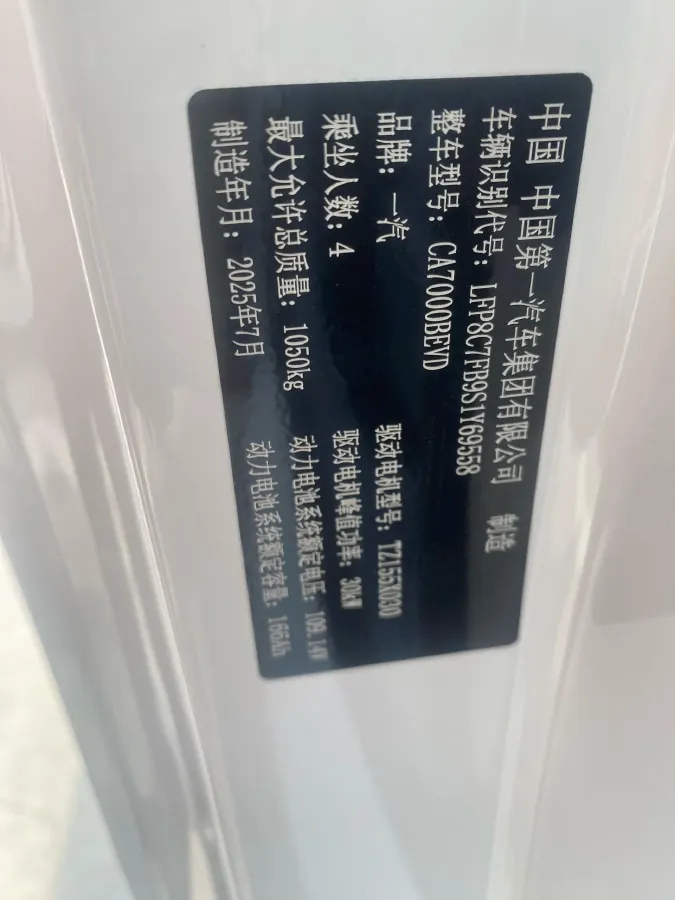 中国 中国第一汽车集团有限公司 制造
车辆识别代号: LFP8C7FB9S1Y69558
整车型号: CA7000BEVD
品牌: 一汽 驱动电机型号: TZ155X030
乘坐人数: 4 驱动电机峰值功率: 30kW
最大允许总质量: 1050kg 动力电池系统额定电压: 109.14V
制造年月: 2025年7月 动力电池系统额定容量: 166Ah